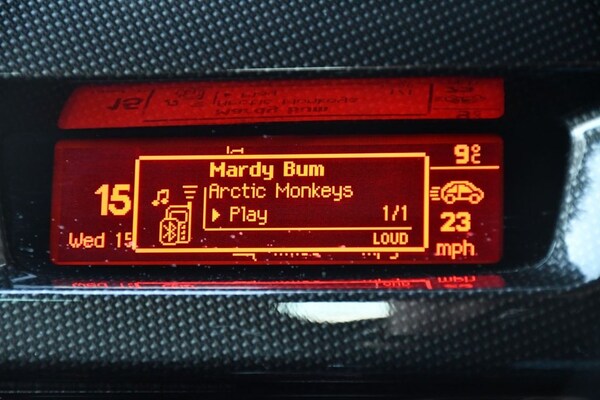 Mardy Bum
Arctic Monkeys
Play 1/1
LOUD
15
Wed 15
9°C
23
mph